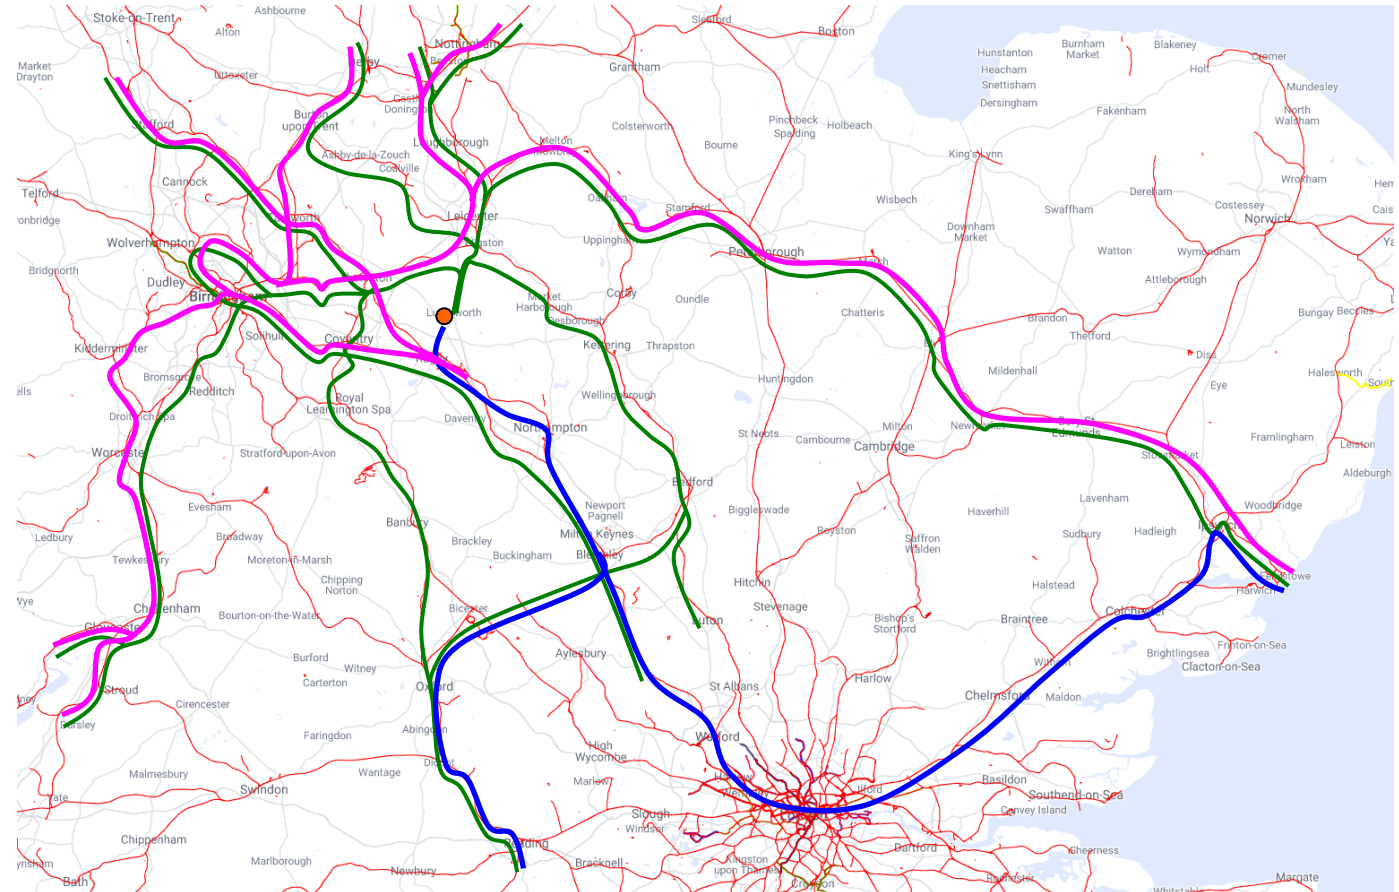 Stoke-on-Trent
Ashbourne
Alton
Nottingham
Sleaford
Boston
Hunstanton
Burnham
Market
Blakeney
Cromer
Holt
Market
Drayton
Uttoxeter
Grantham
Heacham
Snettisham
Dersingham
Mundesley
North
Walsham
Fakenham
Stafford
Burton
upon Trent
Castle
Donington
Loughborough
Colsterworth
Pinchbeck
Spalding
Holbeach
Bourne
Melton
Ashby-de-la-Zouch
Coalville
King's Lynn
Cannock
Telford
Wroxham
Dereham
Swaffham
Costessey
Norwich
Wisbech
Oakham
Stamford
Leicester
Downham
Market
Wolverhampton
Uppingham
Peterborough
March
Watton
Wymondham
Bridgnorth
Dudley
Attleborough
Corby
Oundle
Market
Harborough
Desborough
Chatteris
Brandon
Thetford
Bungay
Beccles
Solihull
Coventry
Kettering
Thrapston
Diss
Kidderminster
Bromsgrove
Redditch
Huntingdon
Mildenhall
Eye
Halesworth
Royal
Leamington Spa
Wellingborough
Daventry
Northampton
St Neots
Cambourne
Milton
Cambridge
Newmarket
Bury St
Edmunds
Framlingham
Leiston
Worcester
Stratford-upon-Avon
Stowmarket
Aldeburgh
Bedford
Evesham
Newport
Pagnell
Biggleswade
Lavenham
Woodbridge
Haverhill
Ledbury
Broadway
Banbury
Brackley
Milton Keynes
Royston
Saffron
Walden
Sudbury
Hadleigh
Ipswich
Tewkesbury
Moreton-in-Marsh
Buckingham
Bletchley
Chipping
Norton
Hitchin
Halstead
Felixstowe
Harwich
Cheltenham
Bourton-on-the-Water
Bicester
Stevenage
Bishop's
Stortford
Braintree
Colchester
Gloucester
Luton
Burford
Witney
Carterton
Aylesbury
Witham
Brightlingsea
Frinton-on-Sea
Clacton-on-Sea
Stroud
Oxford
St Albans
Harlow
Chelmsford
Maldon
Cirencester
Dursley
Faringdon
Abingdon
Watford
High
Wycombe
Malmesbury
Wantage
Didcot
Marlow
Harrow
Wembley
Ilford
Basildon
Southend-on-Sea
Canvey Island
Yate
Swindon
Slough
Windsor
Chippenham
Reading
Dartford
Sheerness
Marlborough
Newbury
Bracknell
Kingston
upon Thames
Croydon
Rochester
Margate
Bath